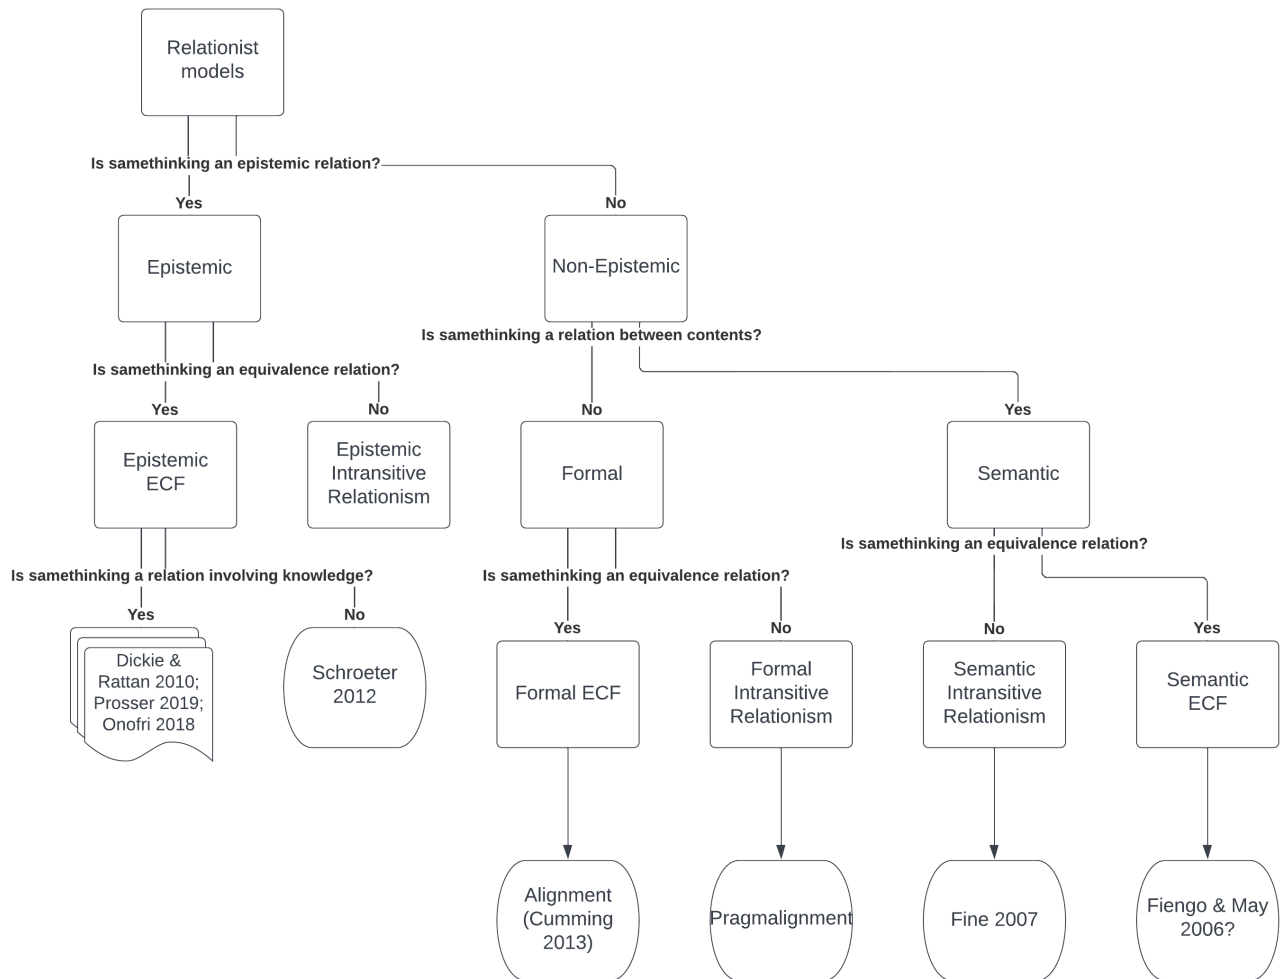 Relationist
models
Is samethinking an epistemic relation?
Yes
No
Epistemic
Non-Epistemic
Is samethinking a relation between contents?
Is samethinking an equivalence relation?
Yes
No
No
Yes
Epistemic
ECF
Epistemic
Intransitive
Relationism
Formal
Semantic
Is samethinking an equivalence relation?
Is samethinking a relation involving knowledge?
Is samethinking an equivalence relation?
Yes
No
Yes
No
No
Yes
Dickie &
Rattan 2010;
Prosser 2019;
Onofri 2018
Schroeter
2012
Formal ECF
Formal
Intransitive
Relationism
Semantic
Intransitive
Relationism
Semantic
ECF
Alignment
(Cumming
2013)
Pragmalignment
Fine 2007
Fiengo & May
2006?